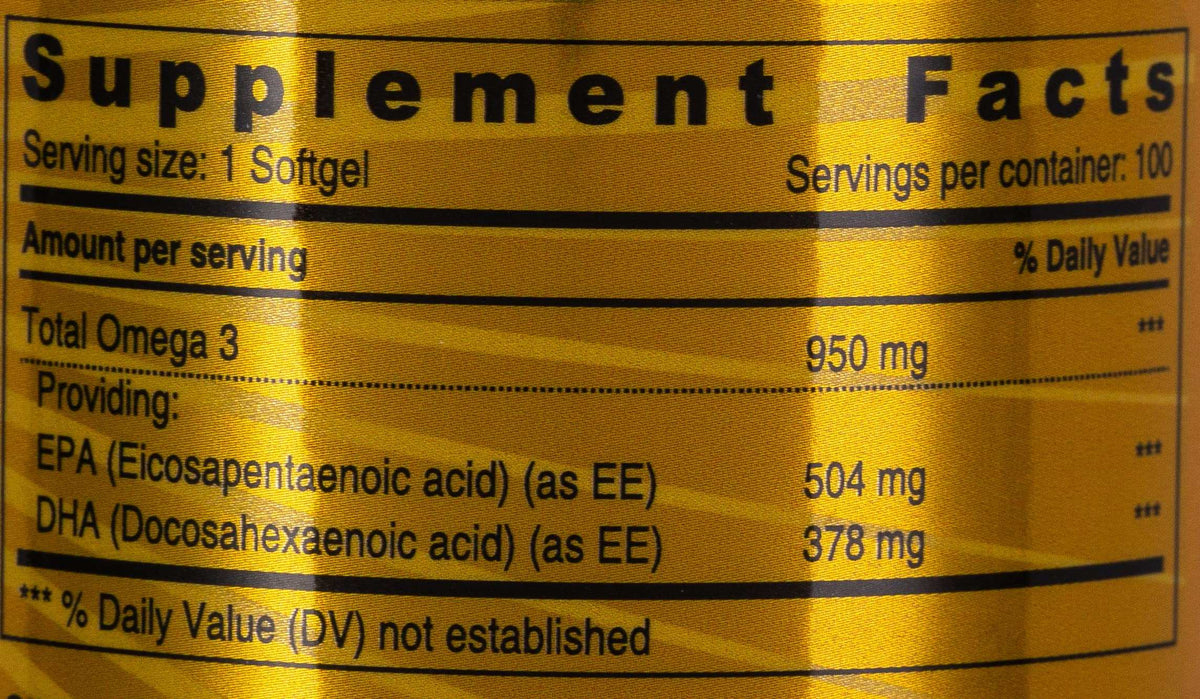 Supplement Facts
Serving size: 1 Softgel Servings per container: 100
Amount per serving % Daily Value
Total Omega 3 950 mg ***
Providing:
EPA (Eicosapentaenoic acid) (as EE) 504 mg ***
DHA (Docosahexaenoic acid) (as EE) 378 mg ***
*** % Daily Value (DV) not established